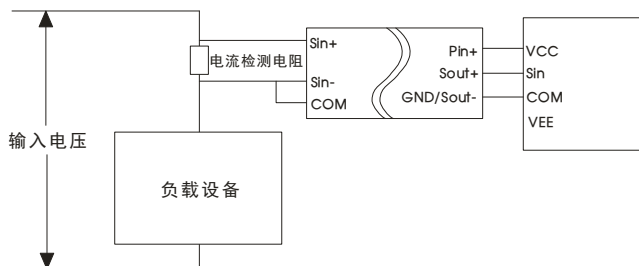 Sin+
电流检测电阻
Sin-
COM
Pin+
Sout+
GND/Sout-
VCC
Sin
COM
VEE
输入电压
负载设备